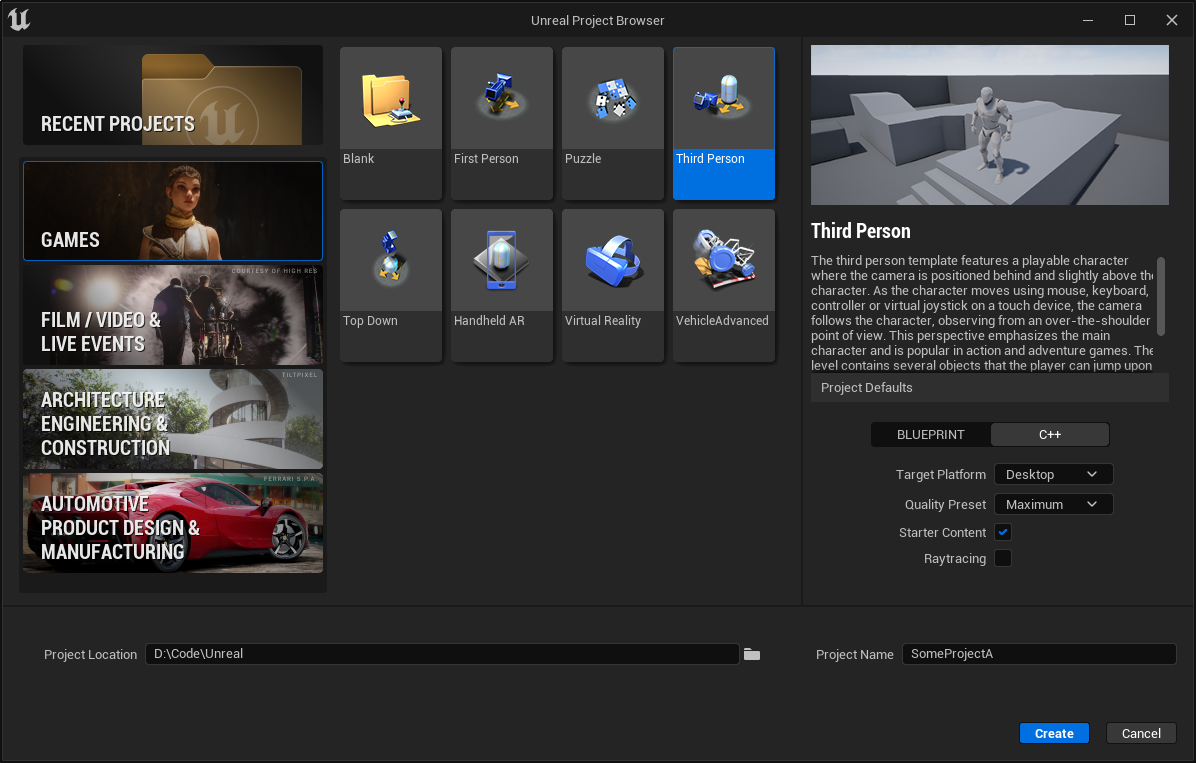 Unreal Project Browser
RECENT PROJECTS
GAMES
COURTESY OF HIGH RES
FILM / VIDEO &
LIVE EVENTS
TILTPIXEL
ARCHITECTURE
ENGINEERING &
CONSTRUCTION
FERRARI S.P.A.
AUTOMOTIVE
PRODUCT DESIGN &
MANUFACTURING
Blank
First Person
Puzzle
Third Person
Top Down
Handheld AR
Virtual Reality
VehicleAdvanced
Third Person
The third person template features a playable character
where the camera is positioned behind and slightly above the
character. As the character moves using mouse, keyboard,
controller or virtual joystick on a touch device, the camera
follows the character, observing from an over-the-shoulder
point of view. This perspective emphasizes the main
character and is popular in action and adventure games. The
level contains several objects that the player can jump upon
Project Defaults
BLUEPRINT
C++
Target Platform
Desktop
Quality Preset
Maximum
Starter Content
Raytracing
Project Location
D:\Code\Unreal
Project Name
SomeProjectA
Create
Cancel